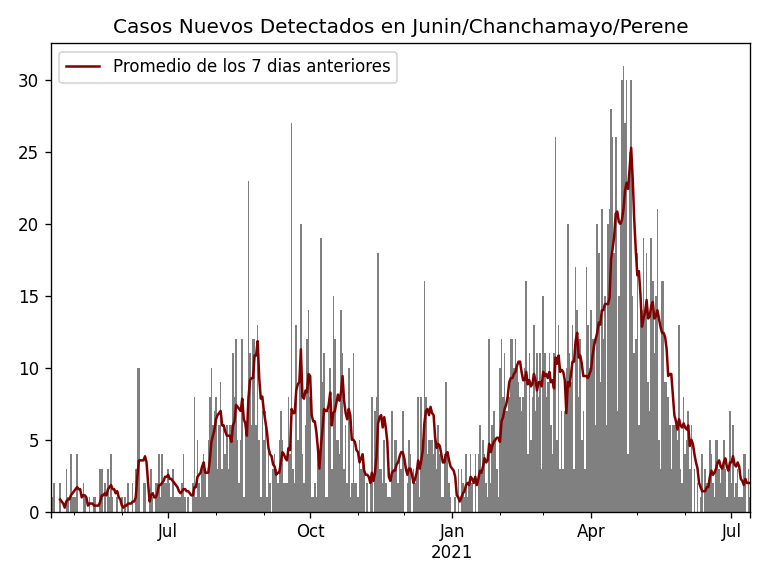 Casos Nuevos Detectados en Junin/Chanchamayo/Perene
Promedio de los 7 dias anteriores
30
25
20
15
10
5
0
Jul
Oct
Jan
2021
Apr
Jul